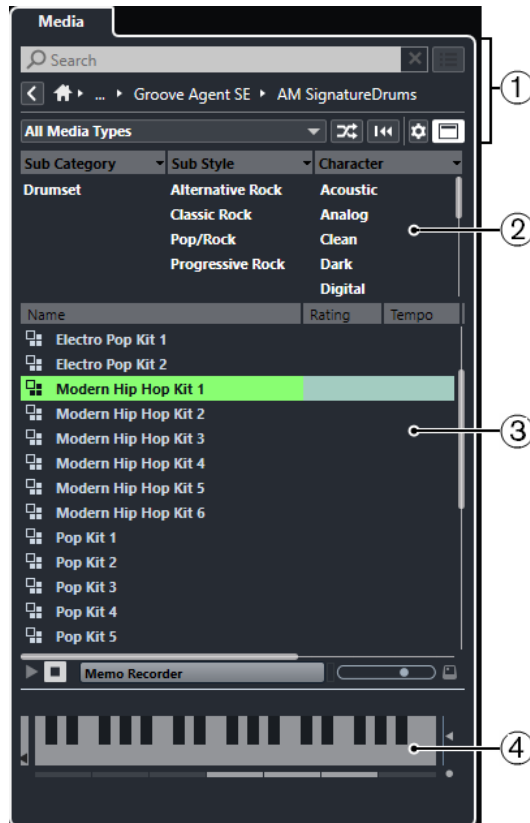 Media
Search
... Groove Agent SE AM SignatureDrums
All Media Types
1
Sub Category Sub Style Character
Drumset Alternative Rock Acoustic
Classic Rock Analog
Pop/Rock Clean
Progressive Rock Dark
Digital
2
Name Rating Tempo
Electro Pop Kit 1
Electro Pop Kit 2
Modern Hip Hop Kit 1
Modern Hip Hop Kit 2
Modern Hip Hop Kit 3
Modern Hip Hop Kit 4
Modern Hip Hop Kit 5
Modern Hip Hop Kit 6
Pop Kit 1
Pop Kit 2
Pop Kit 3
Pop Kit 4
Pop Kit 5
3
Memo Recorder
4